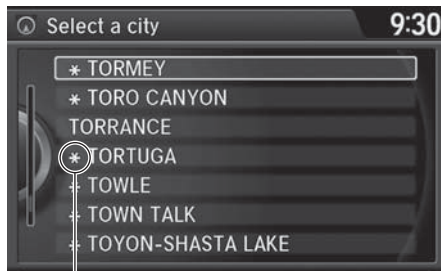 Select a city
9:30
* TORMEY
* TORO CANYON
TORRANCE
* TORTUGA
* TOWLE
* TOWN TALK
* TOYON-SHASTA LAKE